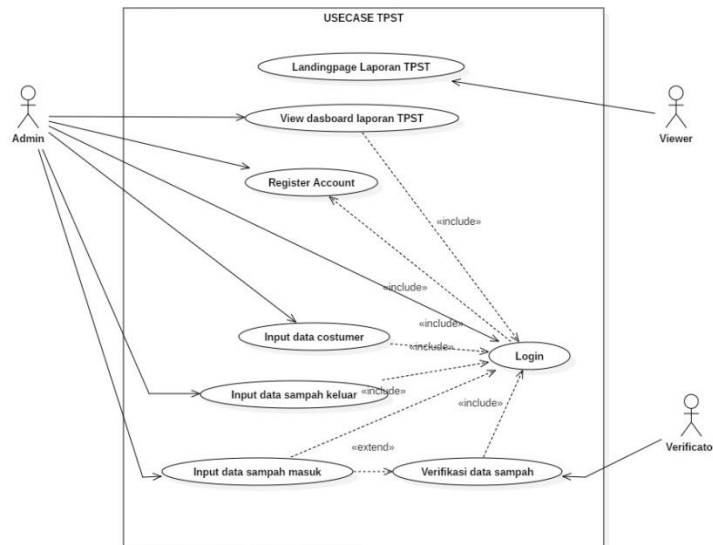 USECASE TPST
Landingpage Laporan TPST
Admin
View dasboard laporan TPST
Viewer
Register Account
«include»
«include»
«include»
Input data costumer
«include»
Login
Input data sampah keluar
«include»
«include»
«extend»
Verificato
Input data sampah masuk
Verifikasi data sampah